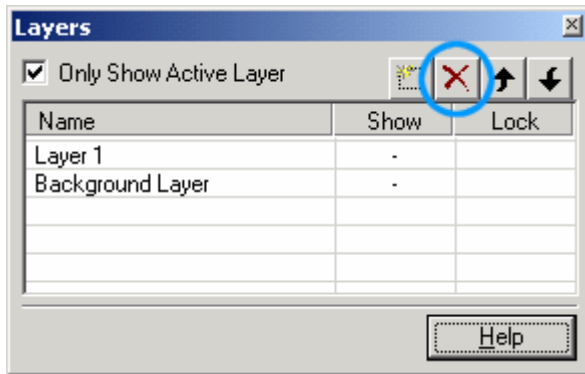 Layers
Only Show Active Layer
Name Show Lock
Layer 1 -
Background Layer -
Help